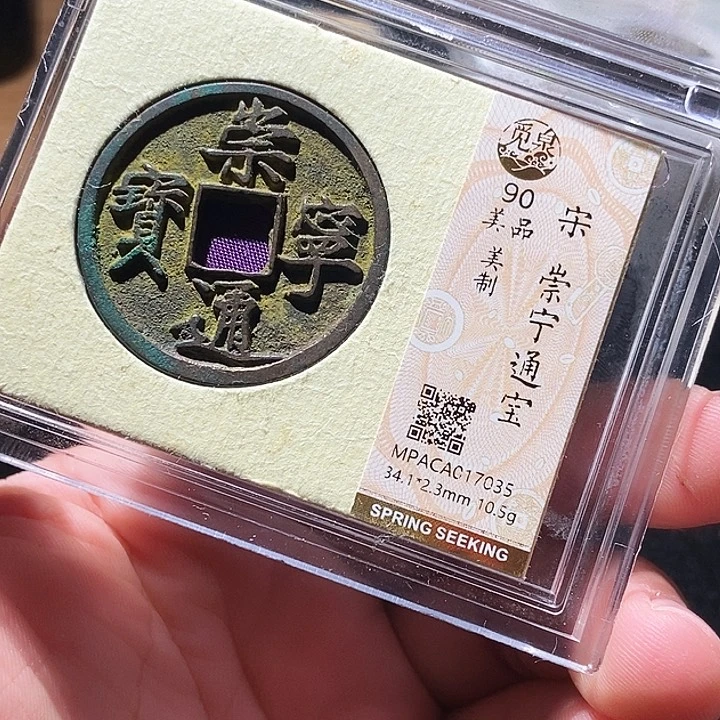 崇
寧
通
寶
觅泉
90
美品
美制
宋
崇宁通宝
MPACA017035
34.1*2.3mm 10.5g
SPRING SEEKING